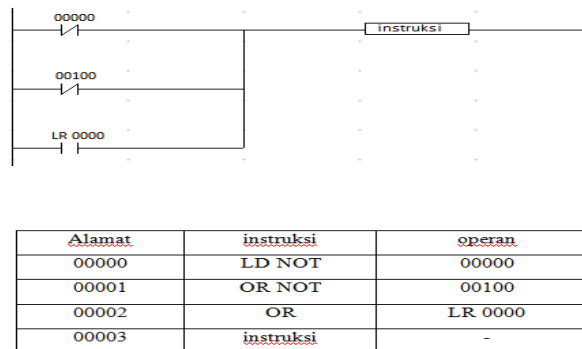 00000
instruksi
00100
LR 0000
Alamat instruksi operan
00000 LD NOT 00000
00001 OR NOT 00100
00002 OR LR 0000
00003 instruksi -